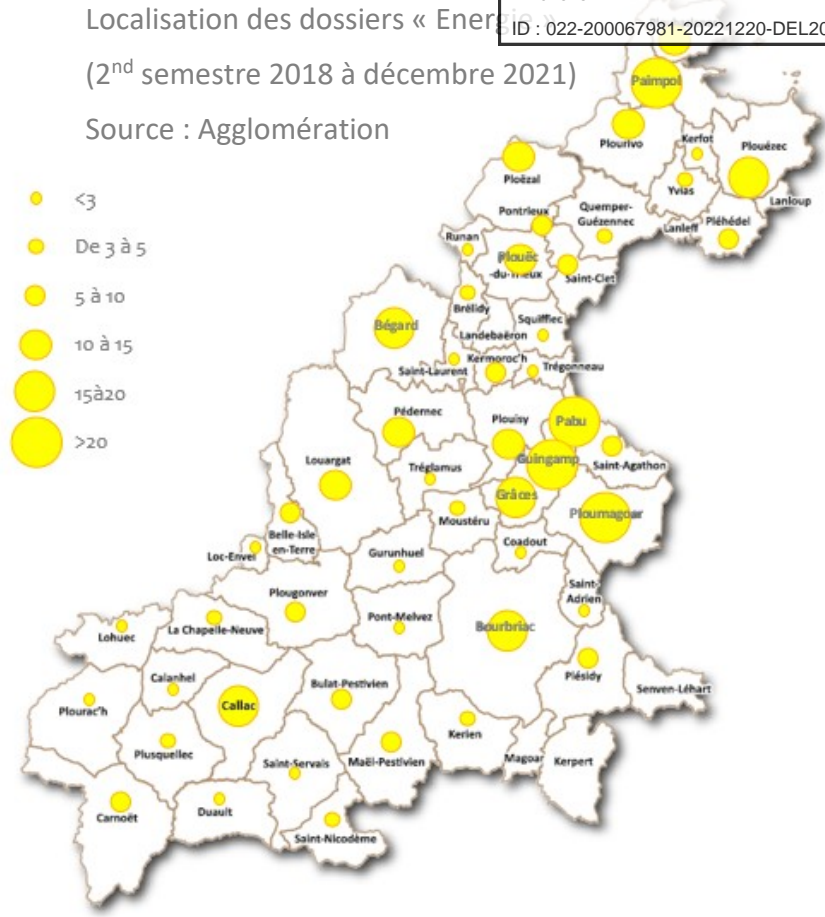 Localisation des dossiers « Energie »
ID : 022-200067981-20221220-DEL20
(2nd semestre 2018 à décembre 2021)
Source : Agglomération
<3
De 3 à 5
5 à 10
10 à 15
15à20
>20
Paimpol
Plourivo
Kerfot
Plouézec
Ploëzal
Yvias
Lanloup
Pontrieux
Quemper-
Guézennec
Lanleff
Pléhédel
Runan
Plouëc
-du-Trieux
Saint-Clet
Brélidy
Squiffiec
Bégard
Landebaëron
Saint-Laurent
Kermoroc'h
Trégonneau
Pédernec
Plouisy
Pabu
Louargat
Tréglamus
Guingamp
Saint-Agathon
Grâces
Ploumagoar
Moustéru
Belle-Isle
en-Terre
Coadout
Loc-Envel
Gurunhuel
Saint-
Adrien
Plougonver
Lohuec
La Chapelle-Neuve
Pont-Melvez
Bourbriac
Calanhel
Bulat-Pestivien
Plésidy
Senven-Léhart
Plourac'h
Callac
Plusquellec
Saint-Servais
Maël-Pestivien
Kerien
Magoar
Kerpert
Carnoët
Duault
Saint-Nicodème